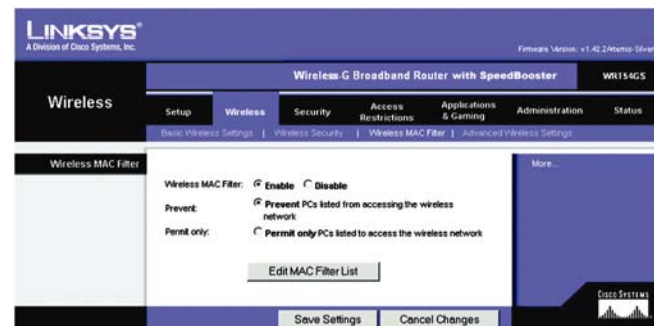 LINKSYS®
A Division of Cisco Systems, Inc.
Firmware Version: v1.42.2
Wireless-G Broadband Router with SpeedBooster WRT54GS
Wireless
Setup Wireless Security Access Restrictions Applications & Gaming Administration Status
Basic Wireless Settings | Wireless Security | Wireless MAC Filter | Advanced Wireless Settings
Wireless MAC Filter
More...
Wireless MAC Filter: Enable Disable
Prevent: Prevent PCs listed from accessing the wireless
network
Permit only: Permit only PCs listed to access the wireless network
Edit MAC Filter List
CISCO SYSTEMS
Save Settings Cancel Changes